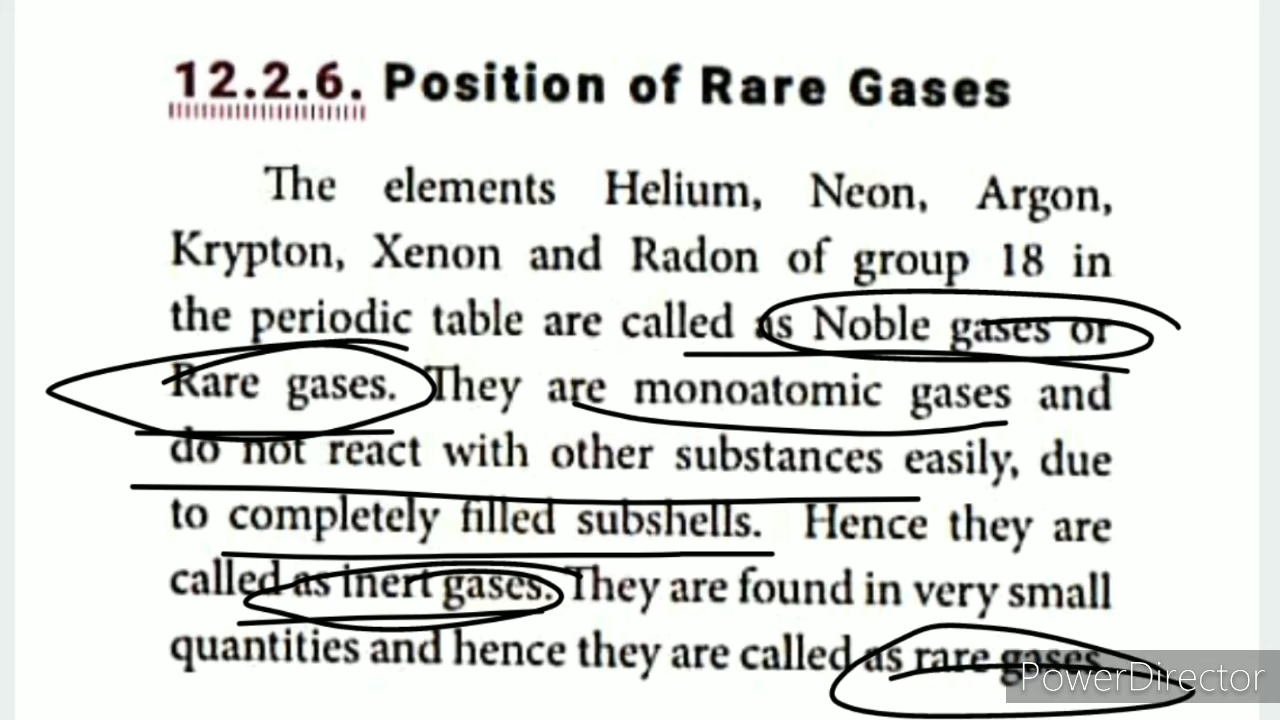 12.2.6. Position of Rare Gases
The elements Helium, Neon, Argon,
Krypton, Xenon and Radon of group 18 in
the periodic table are called as Noble gases or
Rare gases. They are monoatomic gases and
do not react with other substances easily, due
to completely filled subshells. Hence they are
called as inert gases. They are found in very small
quantities and hence they are called as rare gases.
PowerDirector